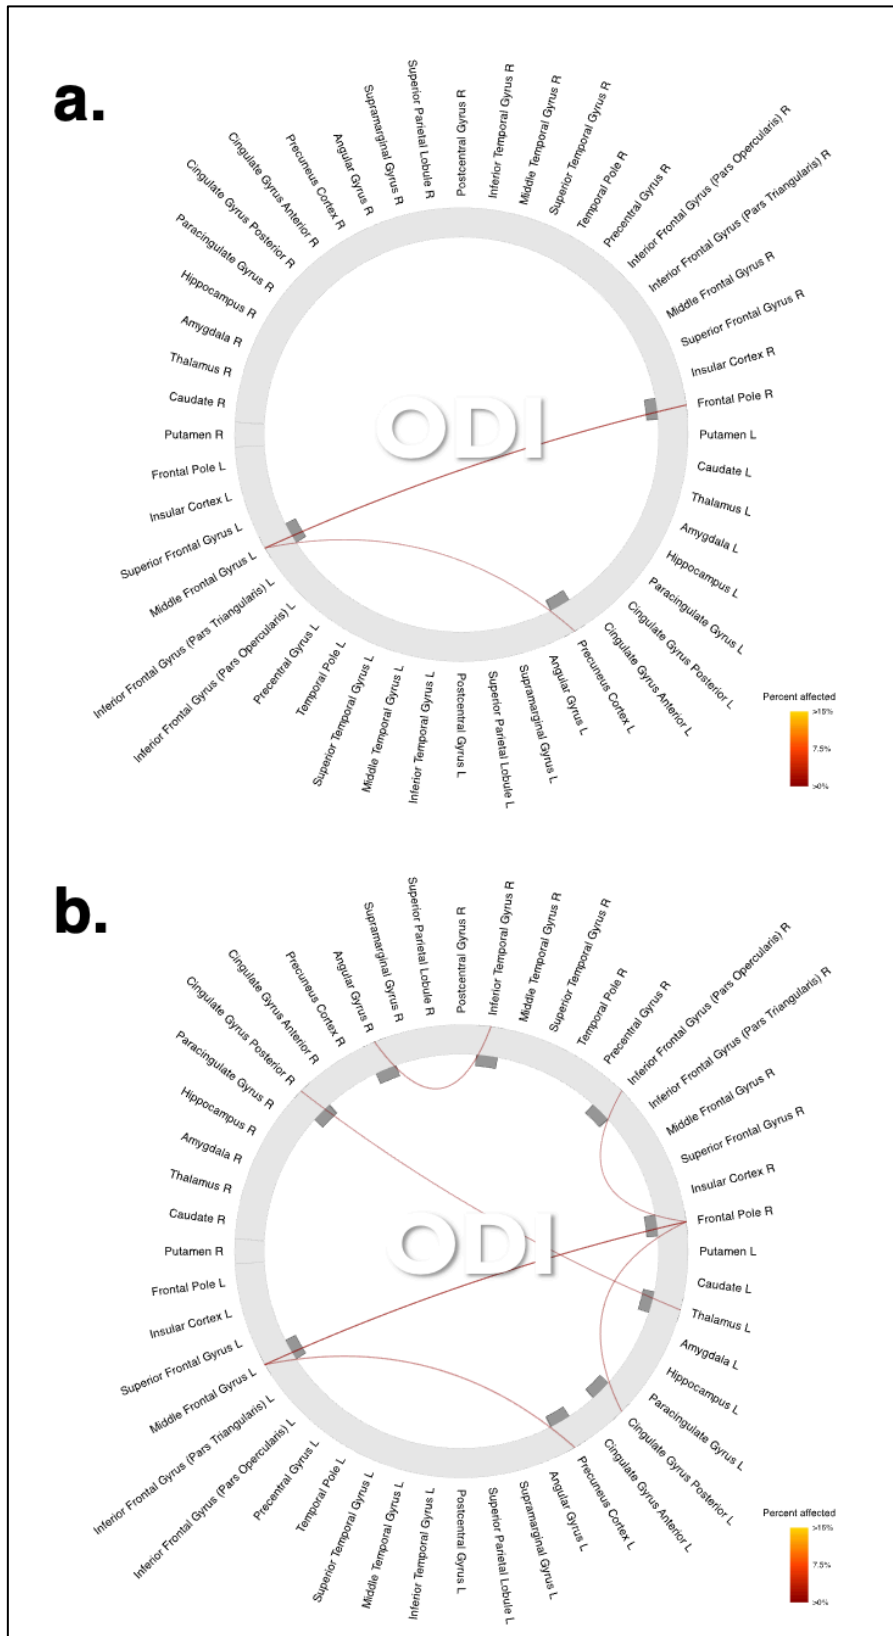 a.
Superior Parietal Lobule R
Supramarginal Gyrus R
Angular Gyrus R
Precuneus Cortex R
Cingulate Gyrus Anterior R
Cingulate Gyrus Posterior R
Paracingulate Gyrus R
Hippocampus R
Amygdala R
Thalamus R
Caudate R
Putamen R
Frontal Pole L
Insular Cortex L
Superior Frontal Gyrus L
Middle Frontal Gyrus L
Inferior Frontal Gyrus (Pars Triangularis) L
Inferior Frontal Gyrus (Pars Opercularis) L
Precentral Gyrus L
Temporal Pole L
Superior Temporal Gyrus L
Middle Temporal Gyrus L
Inferior Temporal Gyrus L
Postcentral Gyrus L
Superior Parietal Lobule L
Supramarginal Gyrus L
Angular Gyrus L
Precuneus Cortex L
Cingulate Gyrus Anterior L
Cingulate Gyrus Posterior L
Paracingulate Gyrus L
Hippocampus L
Amygdala L
Thalamus L
Caudate L
Putamen L
Frontal Pole R
Insular Cortex R
Superior Frontal Gyrus R
Middle Frontal Gyrus R
Inferior Frontal Gyrus (Pars Triangularis) R
Inferior Frontal Gyrus (Pars Opercularis) R
Precentral Gyrus R
Temporal Pole R
Superior Temporal Gyrus R
Middle Temporal Gyrus R
Inferior Temporal Gyrus R
Postcentral Gyrus R
ODI
Percent affected
>15%
7.5%
>0%
b.
Superior Parietal Lobule R
Supramarginal Gyrus R
Angular Gyrus R
Precuneus Cortex R
Cingulate Gyrus Anterior R
Cingulate Gyrus Posterior R
Paracingulate Gyrus R
Hippocampus R
Amygdala R
Thalamus R
Caudate R
Putamen R
Frontal Pole L
Insular Cortex L
Superior Frontal Gyrus L
Middle Frontal Gyrus L
Inferior Frontal Gyrus (Pars Triangularis) L
Inferior Frontal Gyrus (Pars Opercularis) L
Precentral Gyrus L
Temporal Pole L
Superior Temporal Gyrus L
Middle Temporal Gyrus L
Inferior Temporal Gyrus L
Postcentral Gyrus L
Superior Parietal Lobule L
Supramarginal Gyrus L
Angular Gyrus L
Precuneus Cortex L
Cingulate Gyrus Anterior L
Cingulate Gyrus Posterior L
Paracingulate Gyrus L
Hippocampus L
Amygdala L
Thalamus L
Caudate L
Putamen L
Frontal Pole R
Insular Cortex R
Superior Frontal Gyrus R
Middle Frontal Gyrus R
Inferior Frontal Gyrus (Pars Triangularis) R
Inferior Frontal Gyrus (Pars Opercularis) R
Precentral Gyrus R
Temporal Pole R
Superior Temporal Gyrus R
Middle Temporal Gyrus R
Inferior Temporal Gyrus R
Postcentral Gyrus R
ODI
Percent affected
>15%
7.5%
>0%